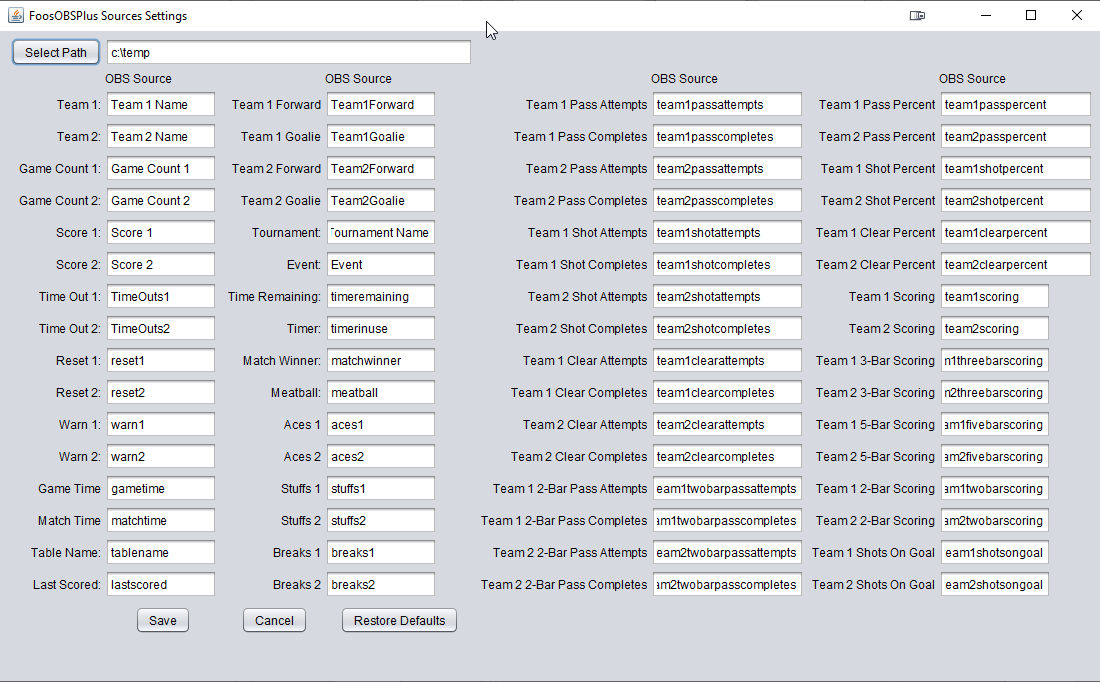 FoosOBSPlus Sources Settings
Select Path c:\temp
OBS Source OBS Source OBS Source OBS Source
Team 1: Team 1 Name Team 1 Forward Team1Forward Team 1 Pass Attempts team1passattempts Team 1 Pass Percent team1passpercent
Team 2: Team 2 Name Team 1 Goalie Team1Goalie Team 1 Pass Completes team1passcompletes Team 2 Pass Percent team2passpercent
Game Count 1: Game Count 1 Team 2 Forward Team2Forward Team 2 Pass Attempts team2passattempts Team 1 Shot Percent team1shotpercent
Game Count 2: Game Count 2 Team 2 Goalie Team2Goalie Team 2 Pass Completes team2passcompletes Team 2 Shot Percent team2shotpercent
Score 1: Score 1 Tournament: Tournament Name Team 1 Shot Attempts team1shotattempts Team 1 Clear Percent team1clearpercent
Score 2: Score 2 Event: Event Team 1 Shot Completes team1shotcompletes Team 2 Clear Percent team2clearpercent
Time Out 1: TimeOuts1 Time Remaining: timeremaining Team 2 Shot Attempts team2shotattempts Team 1 Scoring team1scoring
Time Out 2: TimeOuts2 Timer: timerinuse Team 2 Shot Completes team2shotcompletes Team 2 Scoring team2scoring
Reset 1: reset1 Match Winner: matchwinner Team 1 Clear Attempts team1clearattempts Team 1 3-Bar Scoring n1threebarscoring
Reset 2: reset2 Meatball: meatball Team 1 Clear Completes team1clearcompletes Team 2 3-Bar Scoring n2threebarscoring
Warn 1: warn1 Aces 1 aces1 Team 2 Clear Attempts team2clearattempts Team 1 5-Bar Scoring am1fivebarscoring
Warn 2: warn2 Aces 2 aces2 Team 2 Clear Completes team2clearcompletes Team 2 5-Bar Scoring am2fivebarscoring
Game Time gametime Stuffs 1 stuffs1 Team 1 2-Bar Pass Attempts eam1twobarpassattempts Team 1 2-Bar Scoring am1twobarscoring
Match Time matchtime Stuffs 2 stuffs2 Team 1 2-Bar Pass Completes am1twobarpasscompletes Team 2 2-Bar Scoring am2twobarscoring
Table Name: tablename Breaks 1 breaks1 Team 2 2-Bar Pass Attempts eam2twobarpassattempts Team 1 Shots On Goal eam1shotsongoal
Last Scored: lastscored Breaks 2 breaks2 Team 2 2-Bar Pass Completes am2twobarpasscompletes Team 2 Shots On Goal eam2shotsongoal
Save Cancel Restore Defaults